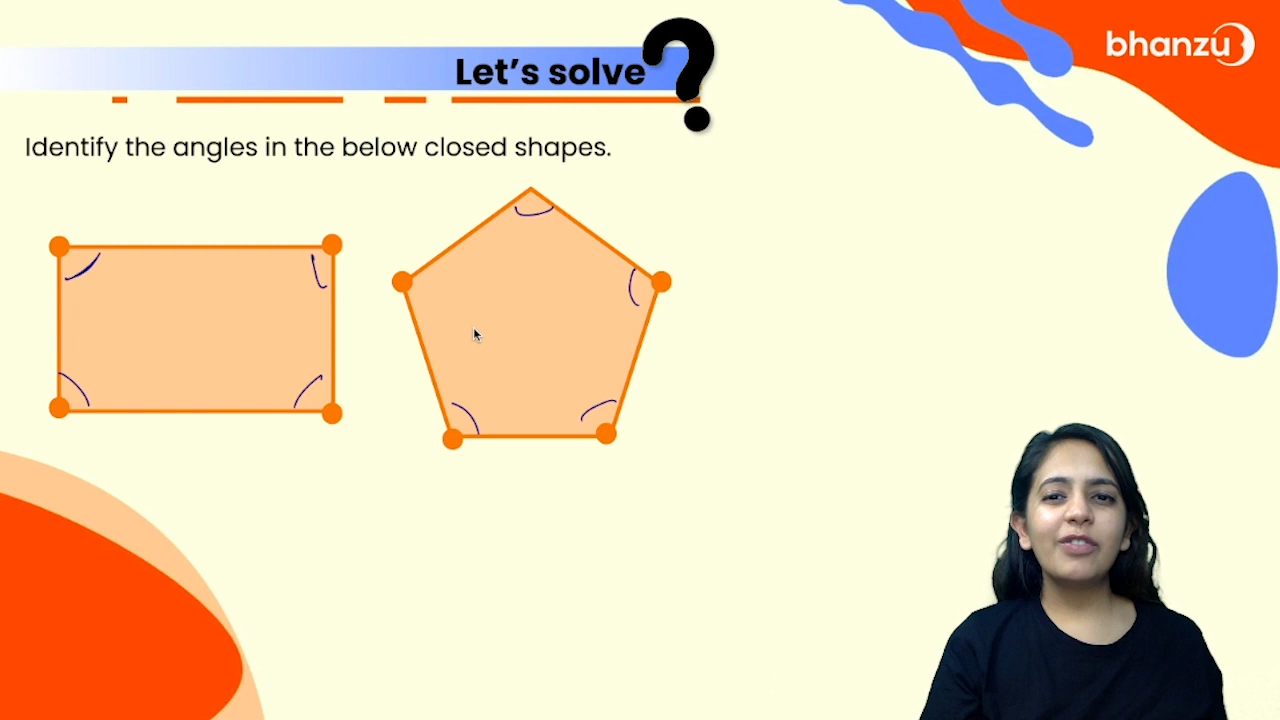 bhanzu
Let's solve?
Identify the angles in the below closed shapes.